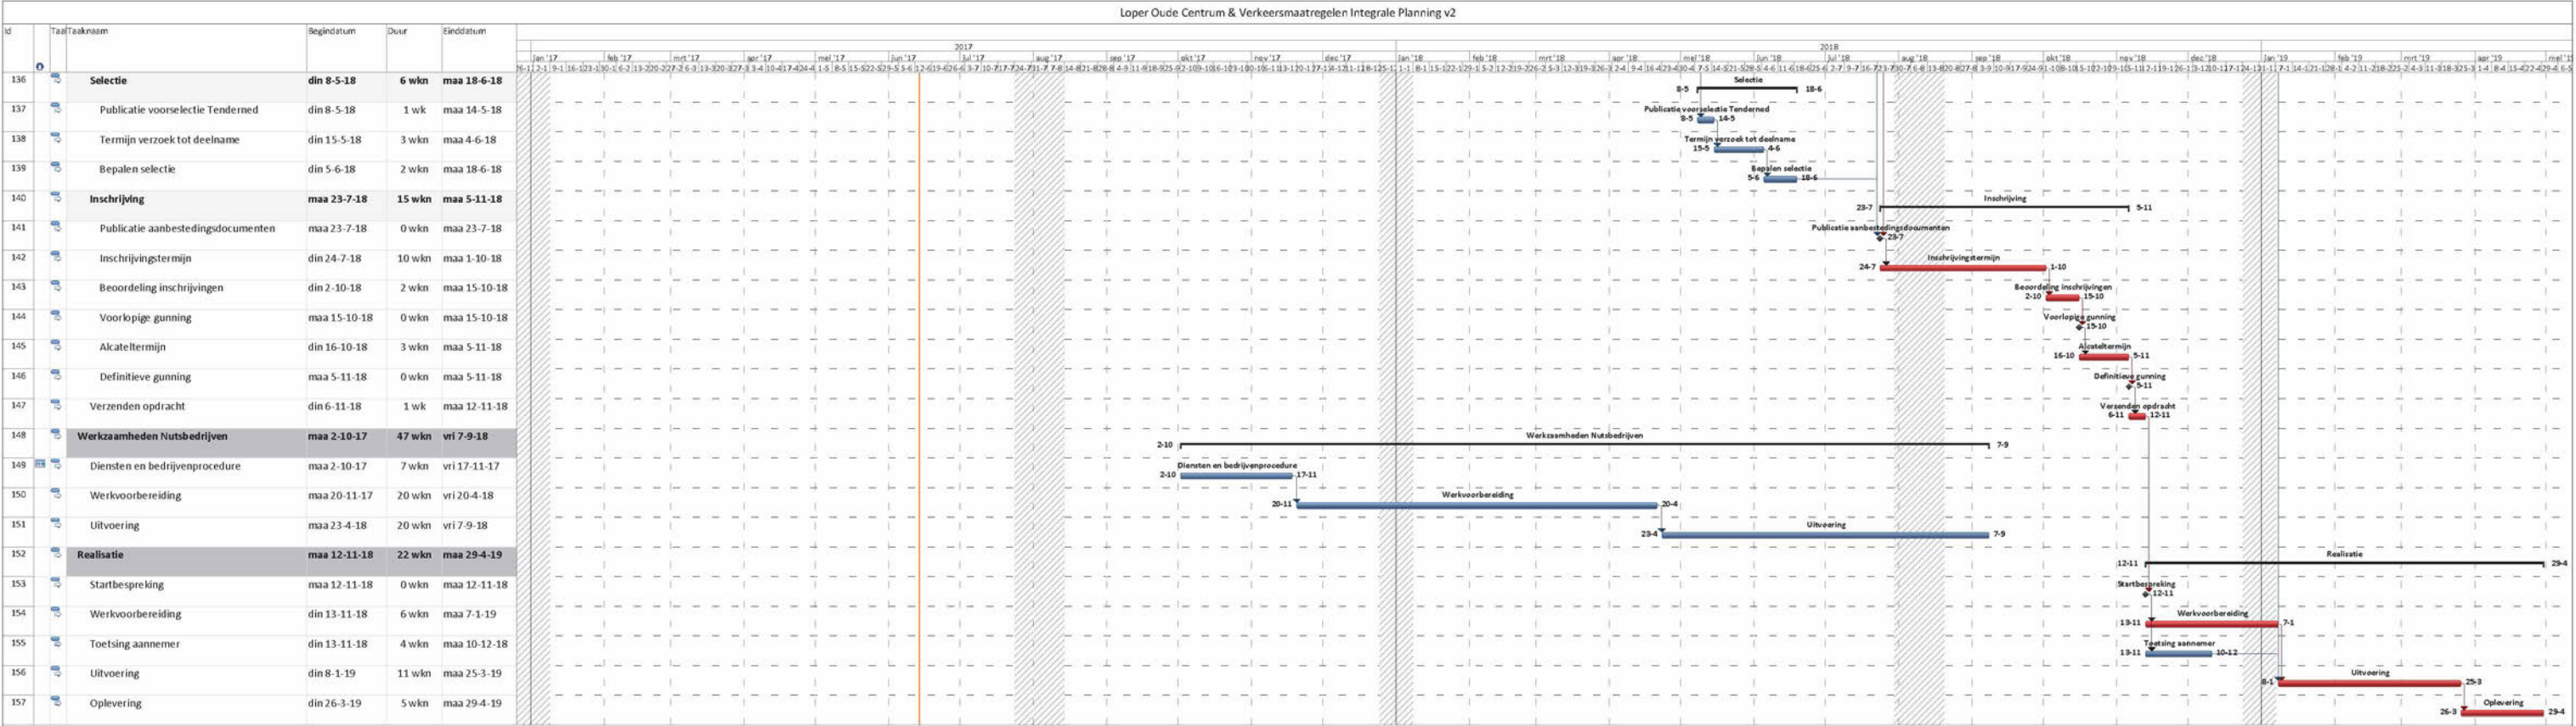 Loper Oude Centrum & Verkeersmaatregelen Integrale Planning v2
Id Taal Taaknaam Begindatum Duur Einddatum
2017 2018
jan '17 feb '17 mrt '17 apr '17 mei '17 jun '17 jul '17 aug '17 sep '17 okt '17 nov '17 dec '17 jan '18 feb '18 mrt '18 apr '18 mei '18 jun '18 jul '18 aug '18 sep '18 okt '18 nov '18 dec '18 jan '19 feb '19 mrt '19 apr '19
136 Selectie din 8-5-18 6 wkn maa 18-6-18
Selectie
8-5 18-6
137 Publicatie voorselectie Tenderned din 8-5-18 1 wk maa 14-5-18
Publicatie voorselectie Tenderned
8-5 14-5
138 Termijn verzoek tot deelname din 15-5-18 3 wkn maa 4-6-18
Termijn verzoek tot deelname
15-5 4-6
139 Bepalen selectie din 5-6-18 2 wkn maa 18-6-18
Bepalen selectie
5-6 18-6
140 Inschrijving maa 23-7-18 15 wkn maa 5-11-18
Inschrijving
23-7 5-11
141 Publicatie aanbestedingsdocumenten maa 23-7-18 0 wkn maa 23-7-18
Publicatie aanbestedingsdocumenten
23-7
142 Inschrijvingstermijn din 24-7-18 10 wkn maa 1-10-18
Inschrijvingstermijn
24-7 1-10
143 Beoordeling inschrijvingen din 2-10-18 2 wkn maa 15-10-18
Beoordeling inschrijvingen
2-10 15-10
144 Voorlopige gunning maa 15-10-18 0 wkn maa 15-10-18
Voorlopige gunning
15-10
145 Alcateltermijn din 16-10-18 3 wkn maa 5-11-18
Alcateltermijn
16-10 5-11
146 Definitieve gunning maa 5-11-18 0 wkn maa 5-11-18
Definitieve gunning
5-11
147 Verzenden opdracht din 6-11-18 1 wk maa 12-11-18
Verzenden opdracht
6-11 12-11
148 Werkzaamheden Nutsbedrijven maa 2-10-17 47 wkn vri 7-9-18
Werkzaamheden Nutsbedrijven
2-10 7-9
149 Diensten en bedrijvenprocedure maa 2-10-17 7 wkn vri 17-11-17
Diensten en bedrijvenprocedure
2-10 17-11
150 Werkvoorbereiding maa 20-11-17 20 wkn vri 20-4-18
Werkvoorbereiding
20-11 20-4
151 Uitvoering maa 23-4-18 20 wkn vri 7-9-18
Uitvoering
23-4 7-9
152 Realisatie maa 12-11-18 22 wkn maa 29-4-19
Realisatie
12-11 29-4
153 Startbespreking maa 12-11-18 0 wkn maa 12-11-18
Startbespreking
12-11
154 Werkvoorbereiding din 13-11-18 6 wkn maa 7-1-19
Werkvoorbereiding
13-11 7-1
155 Toetsing aannemer din 13-11-18 4 wkn maa 10-12-18
Toetsing aannemer
13-11 10-12
156 Uitvoering din 8-1-19 11 wkn maa 25-3-19
Uitvoering
8-1 25-3
157 Oplevering din 26-3-19 5 wkn maa 29-4-19
Oplevering
26-3 29-4